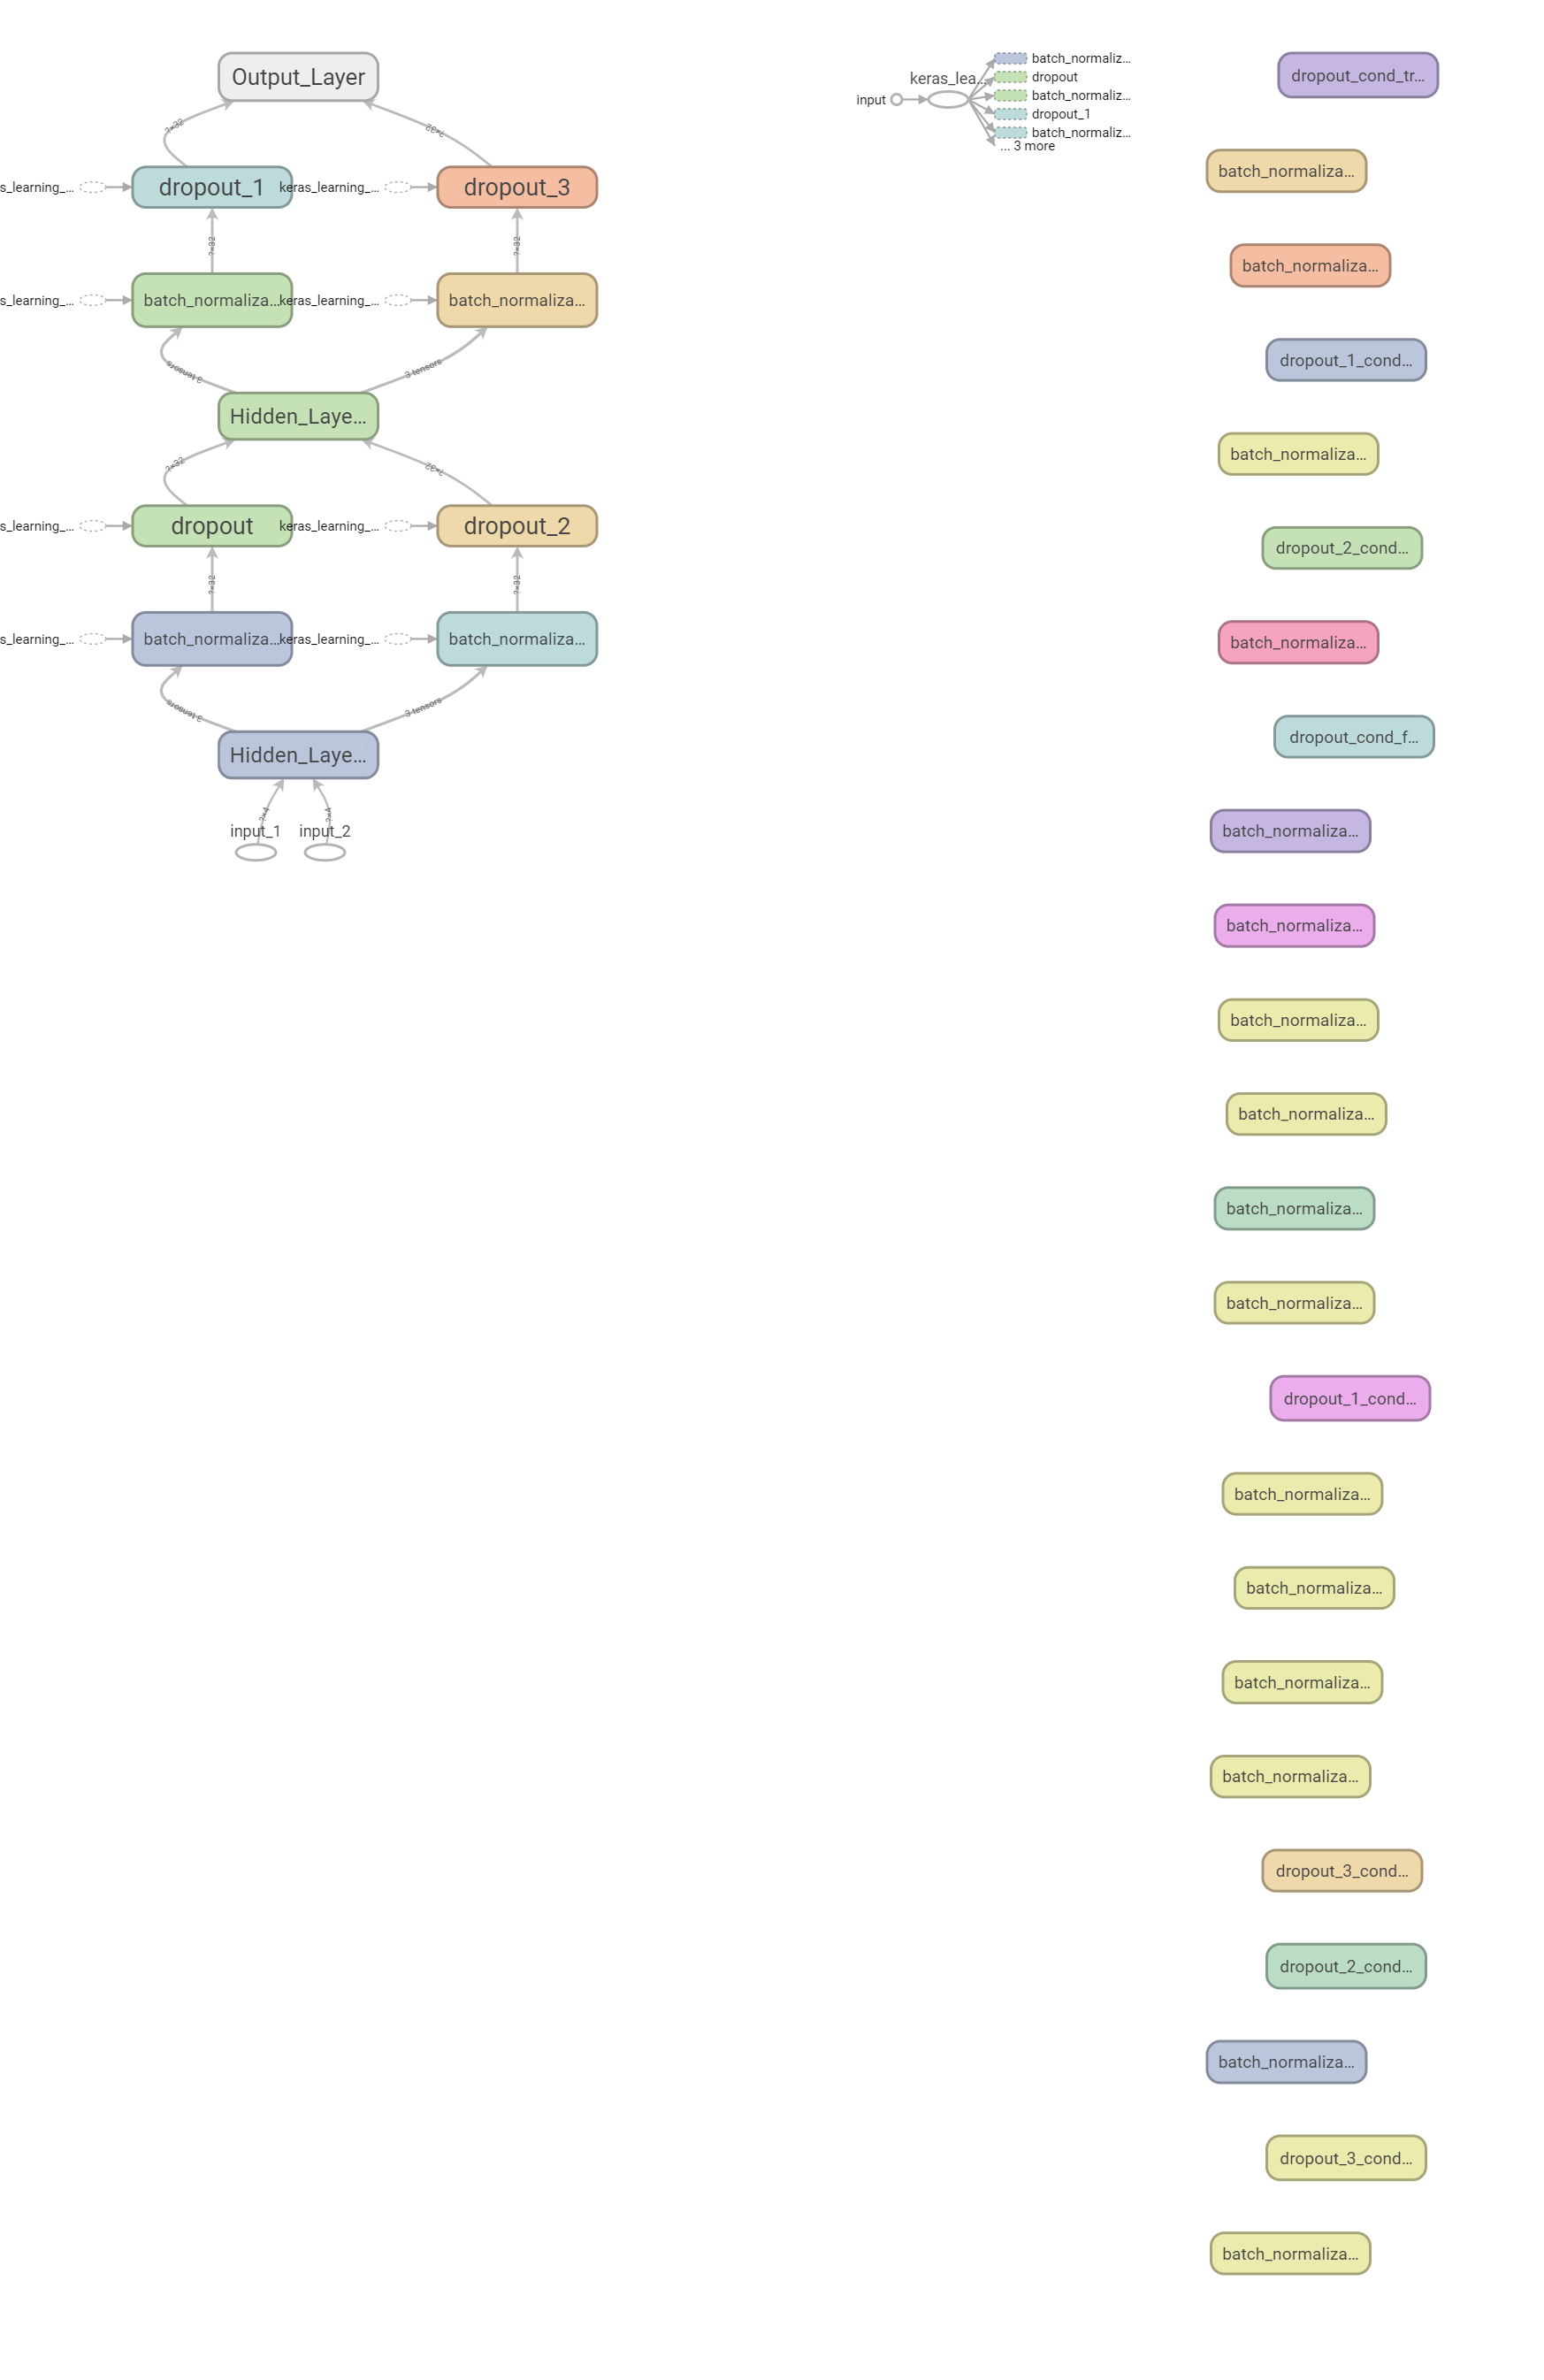 Output_Layer
?×32
?×32
s_learning_...
dropout_1
keras_learning_...
dropout_3
?×32
?×32
s_learning_...
batch_normaliza...
keras_learning_...
batch_normaliza...
3 tensors
3 tensors
Hidden_Laye...
?×32
?×32
s_learning_...
dropout
keras_learning_...
dropout_2
?×32
?×32
s_learning_...
batch_normaliza...
keras_learning_...
batch_normaliza...
3 tensors
3 tensors
Hidden_Laye...
?×4
?×4
input_1
input_2
input
keras_lea...
batch_normaliz...
dropout
batch_normaliz...
dropout_1
batch_normaliz...
... 3 more
dropout_cond_tr...
batch_normaliza...
batch_normaliza...
dropout_1_cond...
batch_normaliza...
dropout_2_cond...
batch_normaliza...
dropout_cond_f...
batch_normaliza...
batch_normaliza...
batch_normaliza...
batch_normaliza...
batch_normaliza...
batch_normaliza...
dropout_1_cond...
batch_normaliza...
batch_normaliza...
batch_normaliza...
batch_normaliza...
dropout_3_cond...
dropout_2_cond...
batch_normaliza...
dropout_3_cond...
batch_normaliza...